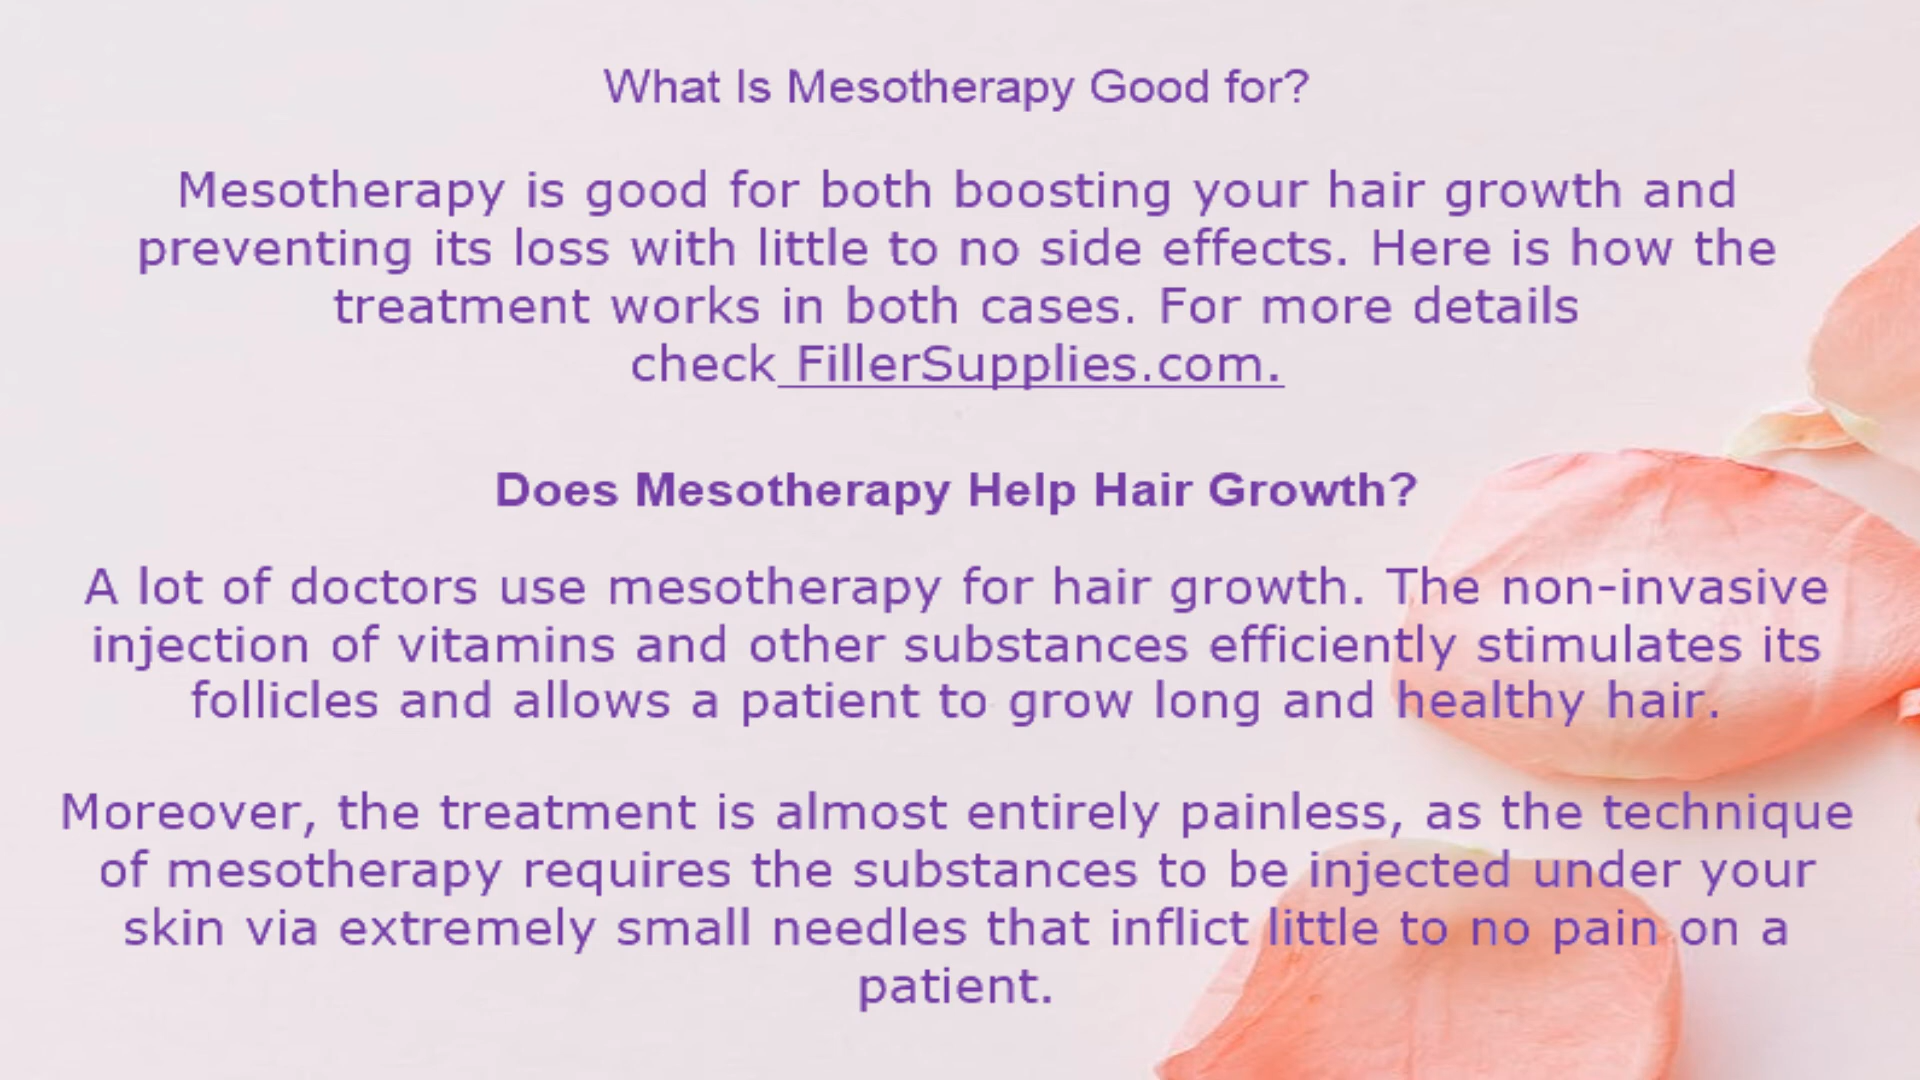 What Is Mesotherapy Good for?
Mesotherapy is good for both boosting your hair growth and
preventing its loss with little to no side effects. Here is how the
treatment works in both cases. For more details
check FillerSupplies.com.
Does Mesotherapy Help Hair Growth?
A lot of doctors use mesotherapy for hair growth. The non-invasive
injection of vitamins and other substances efficiently stimulates its
follicles and allows a patient to grow long and healthy hair.
Moreover, the treatment is almost entirely painless, as the technique
of mesotherapy requires the substances to be injected under your
skin via extremely small needles that inflict little to no pain on a
patient.